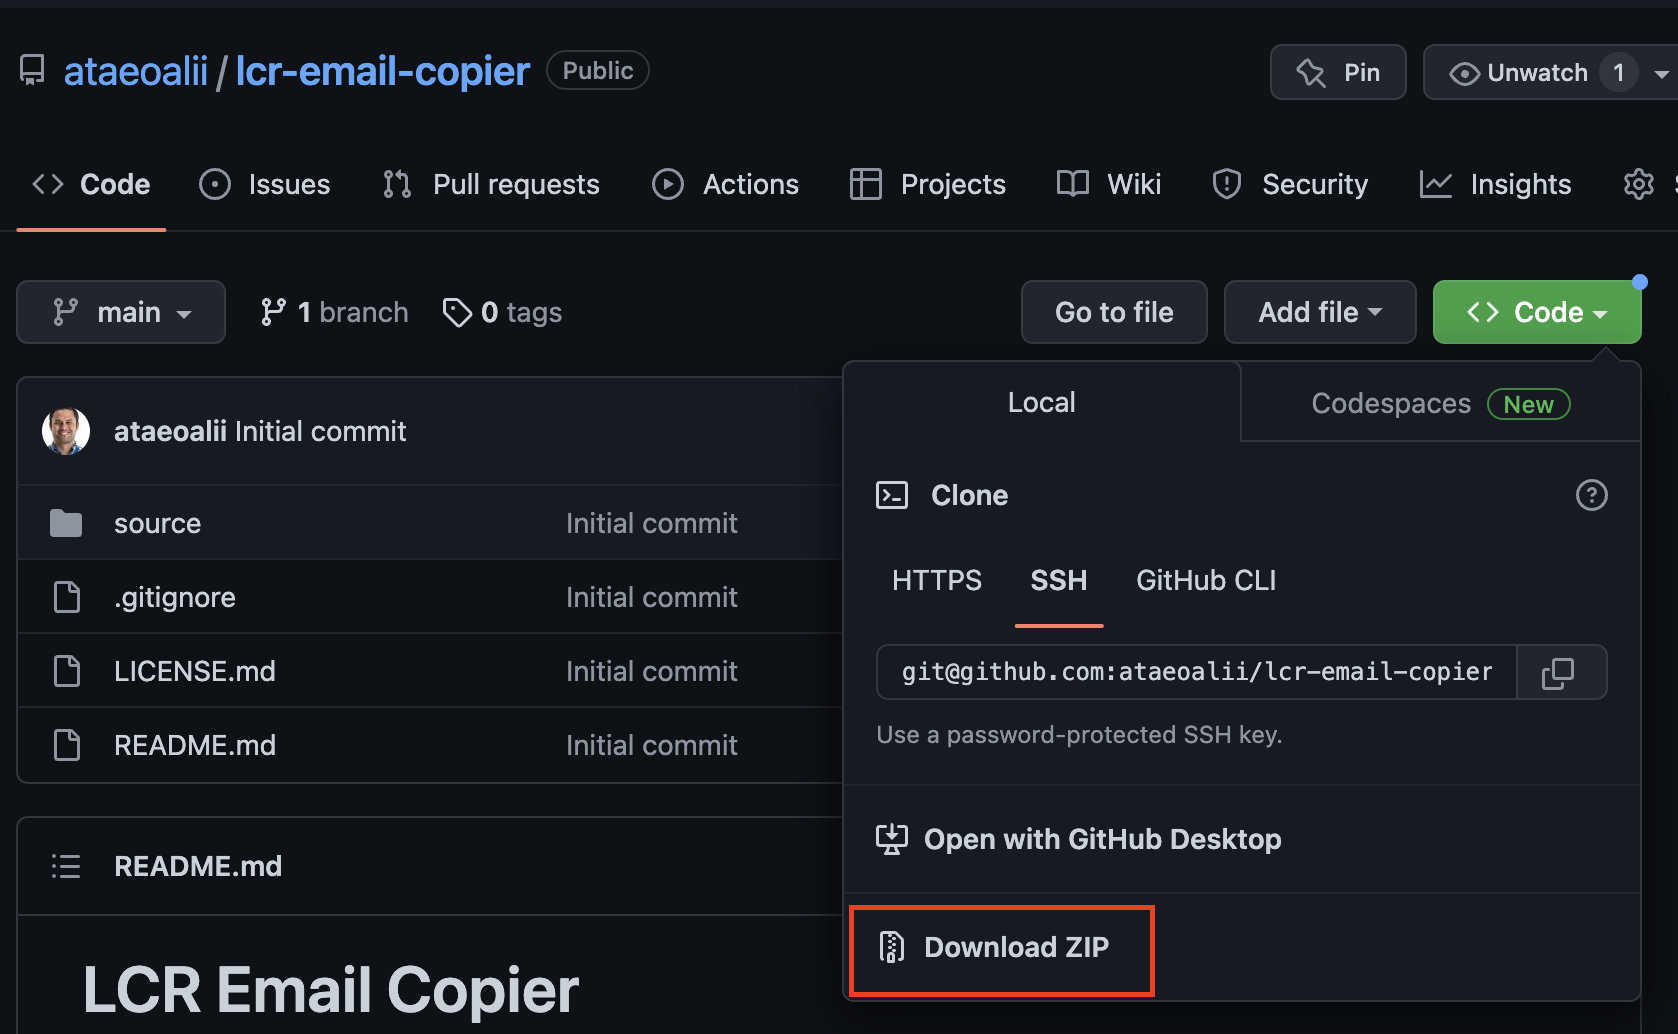 ataeoalii / lcr-email-copier Public
Pin
Unwatch 1
Code
Issues
Pull requests
Actions
Projects
Wiki
Security
Insights
main
1 branch
0 tags
Go to file
Add file
Code
ataeoalii Initial commit
source Initial commit
.gitignore Initial commit
LICENSE.md Initial commit
README.md Initial commit
Local
Codespaces New
Clone
HTTPS
SSH
GitHub CLI
git@github.com:ataeoalii/lcr-email-copier
Use a password-protected SSH key.
Open with GitHub Desktop
Download ZIP
README.md
LCR Email Copier